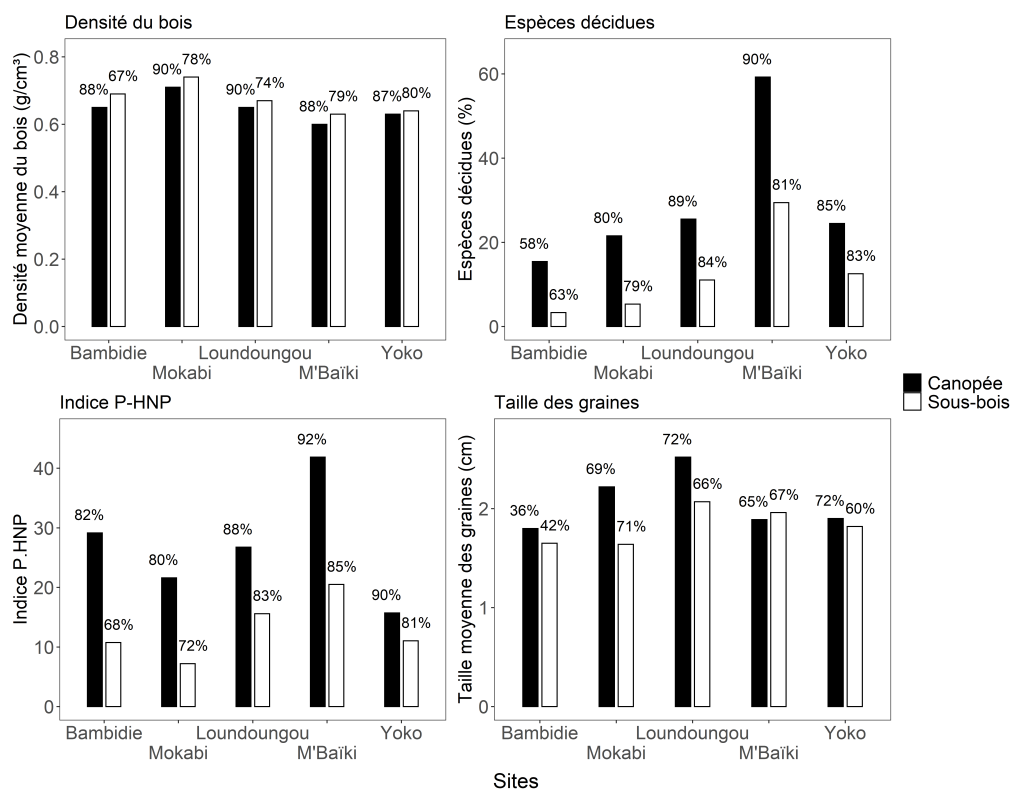 Densité du bois
Densité moyenne du bois (g/cm³)
0.8
0.6
0.4
0.2
0.0
88% 67%
90% 78%
90% 74%
88% 79%
87% 80%
Bambidie Loundoungou Yoko
Mokabi M'Baïki
Espèces décidues
Espèces décidues (%)
60
40
20
0
58% 63%
80% 79%
89% 84%
90% 81%
85% 83%
Bambidie Loundoungou Yoko
Mokabi M'Baïki
Indice P-HNP
Indice P.HNP
40
30
20
10
0
82% 68%
80% 72%
88% 83%
92% 85%
90% 81%
Bambidie Loundoungou Yoko
Mokabi M'Baïki
Taille des graines
Taille moyenne des graines (cm)
2
1
0
36% 42%
69% 71%
72% 66%
65% 67%
72% 60%
Bambidie Loundoungou Yoko
Mokabi M'Baïki
Canopée
Sous-bois
Sites